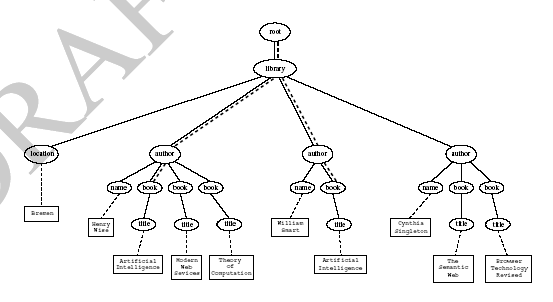 root
library
location
author
author
author
name
book
book
book
name
book
name
book
book
Bremen
Henry
Wise
title
title
title
William
Smart
title
Cynthia
Singleton
title
title
Artificial
Intelligence
Modern
Web
Sevices
Theory
of
Computation
Artificial
Intelligence
The
Semantic
Web
Browser
Technology
Revised
DRAF